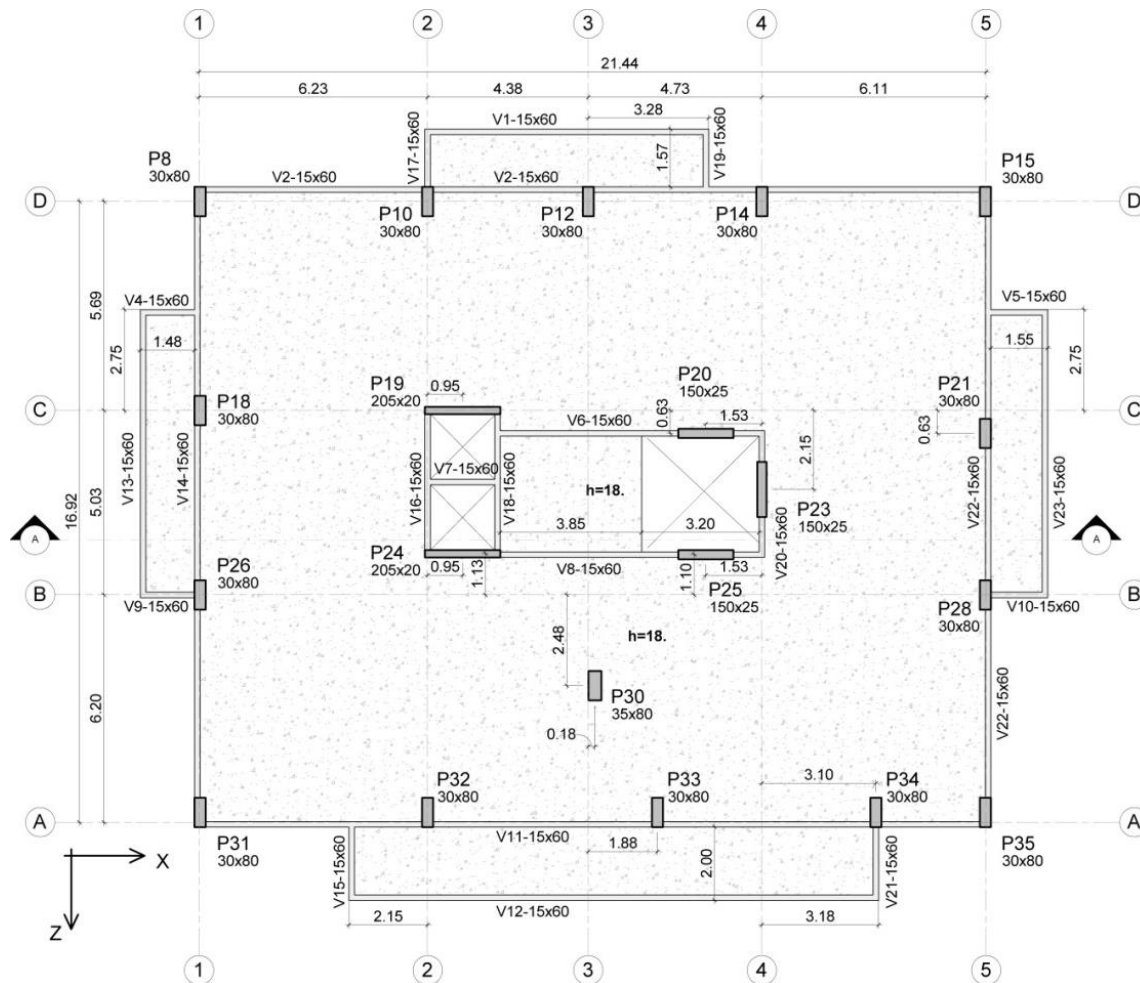 1 2 3 4 5
21.44
6.23 4.38 4.73 6.11
3.28
V1-15x60
V17-15x60
V19-15x60
1.57
P8
30x80
V2-15x60
V2-15x60
P15
30x80
D
D
P10
30x80
P12
30x80
P14
30x80
5.69
V4-15x60
V5-15x60
1.48
1.55
2.75
2.75
P18
30x80
P19
205x20
0.95
P20
150x25
P21
30x80
C
C
V6-15x60
0.63
1.53
0.63
2.15
16.92
5.03
V13-15x60
V14-15x60
V16-15x60
V7-15x60
V18-15x60
h=18.
3.85
3.20
P23
150x25
V20-15x60
V22-15x60
V23-15x60
A
A
P24
205x20
0.95
1.13
V8-15x60
1.10
1.53
P25
150x25
P26
30x80
B
B
V9-15x60
V10-15x60
P28
30x80
2.48
h=18.
P30
35x80
0.18
6.20
V22-15x60
P32
30x80
P33
30x80
3.10
P34
30x80
A
A
P31
30x80
V11-15x60
1.88
2.00
P35
30x80
X
Z
V15-15x60
V21-15x60
V12-15x60
2.15
3.18
1 2 3 4 5